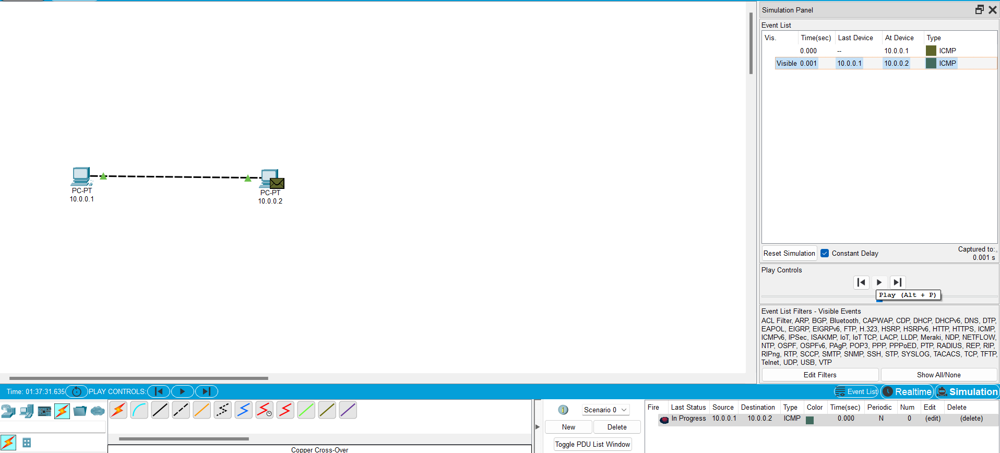 Simulation Panel
Event List
Vis. Time(sec) Last Device At Device Type
0.000 -- 10.0.0.1 ICMP
Visible 0.001 10.0.0.1 10.0.0.2 ICMP
PC-PT
10.0.0.1
PC-PT
10.0.0.2
Reset Simulation Constant Delay Captured to:
0.001 s
Play Controls
Play (Alt + P)
Event List Filters - Visible Events
ACL Filter, ARP, BGP, Bluetooth, CAPWAP, CDP, DHCP, DHCPv6, DNS, DTP,
EAPOL, EIGRP, EIGRPv6, FTP, H.323, HSRP, HSRPv6, HTTP, HTTPS, ICMP,
ICMPv6, IPSec, ISAKMP, IoT, IoT TCP, LACP, LLDP, Meraki, NDP, NETFLOW,
NTP, OSPF, OSPFv6, PAgP, POP3, PPP, PPPoED, PTP, RADIUS, REP, RIP,
RIPng, RTP, SCCP, SMTP, SNMP, SSH, STP, SYSLOG, TACACS, TCP, TFTP,
Telnet, UDP, USB, VTP
Edit Filters Show All/None
Time: 01:37:31.635 PLAY CONTROLS: Event List Realtime Simulation
Scenario 0
New Delete
Toggle PDU List Window
Fire Last Status Source Destination Type Color Time(sec) Periodic Num Edit Delete
In Progress 10.0.0.1 10.0.0.2 ICMP 0.000 N 0 (edit) (delete)
Copper Cross-Over